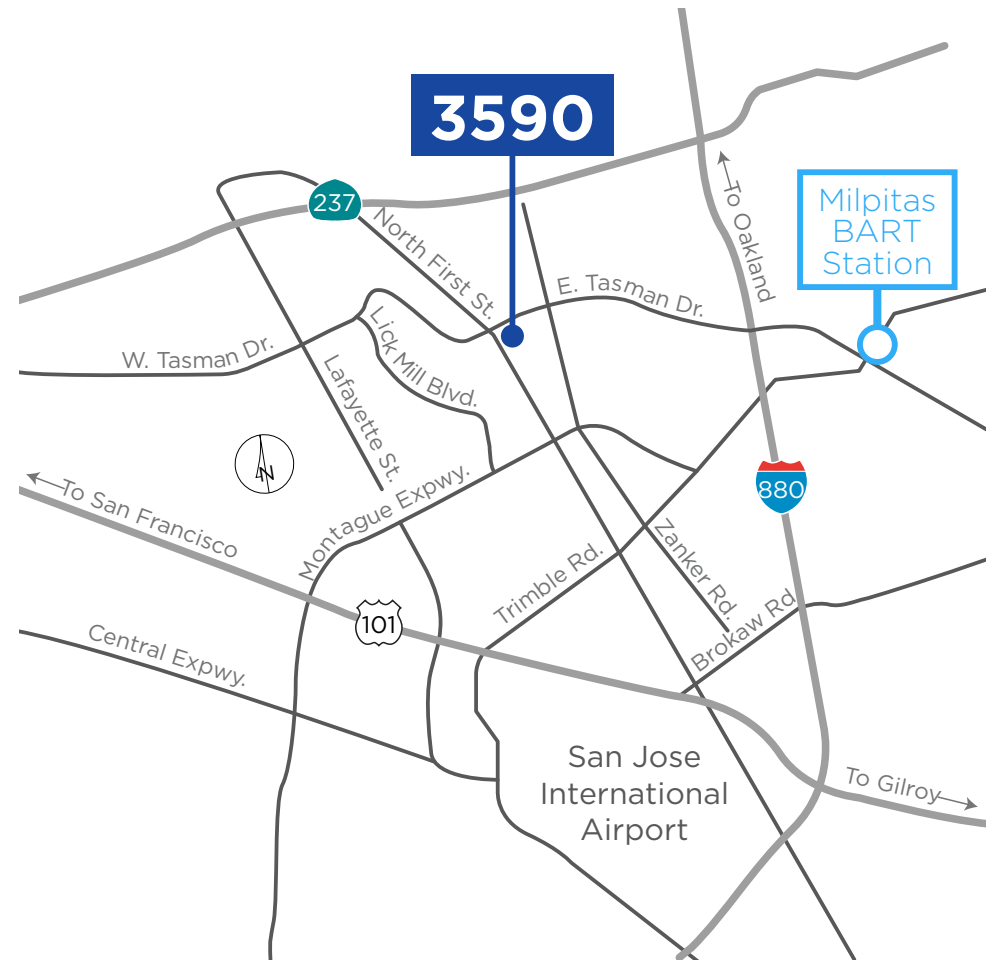 3590
237
North First St.
To Oakland
Milpitas
BART
Station
E. Tasman Dr.
W. Tasman Dr.
Lick Mill Blvd.
Lafayette St.
N
To San Francisco
Montague Expwy.
880
101
Trimble Rd.
Zanker Rd.
Brokaw Rd.
Central Expwy.
San Jose
International
Airport
To Gilroy